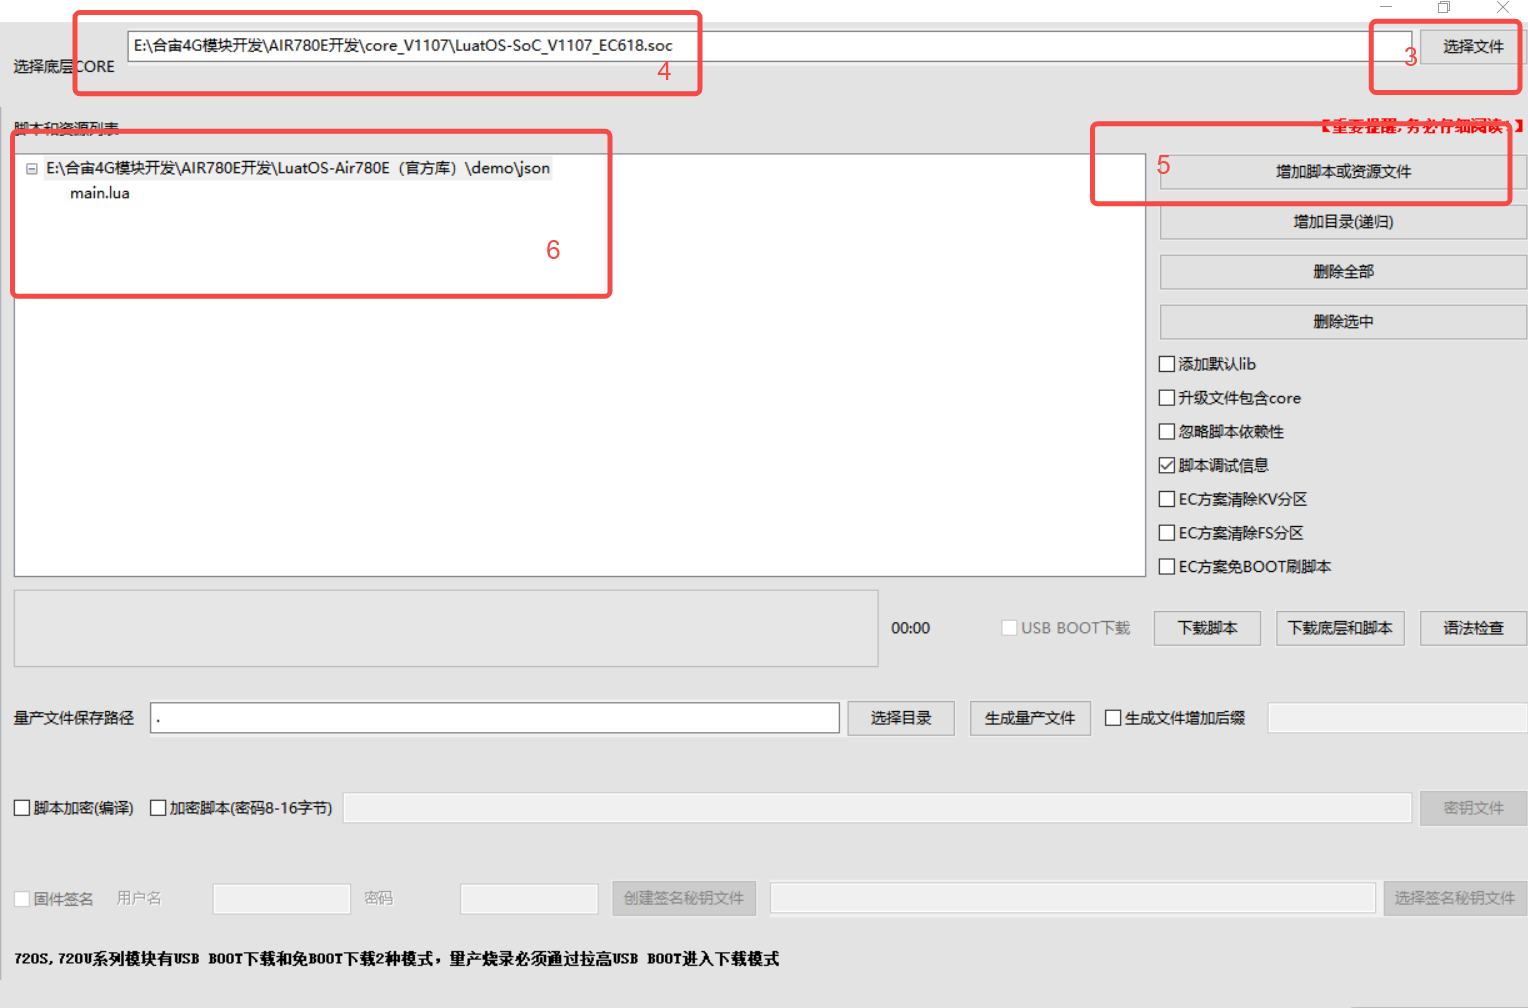 E:\合宙4G模块开发\AIR780E开发\core_V1107\LuatOS-SoC_V1107_EC618.soc
选择文件
3
4
选择底层CORE
脚本和资源列表
【重要提醒,务必仔细阅读!】
E:\合宙4G模块开发\AIR780E开发\LuatOS-Air780E（官方库）\demo\json
main.lua
6
5
增加脚本或资源文件
增加目录(递归)
删除全部
删除选中
添加默认lib
升级文件包含core
忽略脚本依赖性
脚本调试信息
EC方案清除KV分区
EC方案清除FS分区
EC方案免BOOT刷脚本
00:00
USB BOOT下载
下载脚本
下载底层和脚本
语法检查
量产文件保存路径
.
选择目录
生成量产文件
生成文件增加后缀
脚本加密(编译)
加密脚本(密码8-16字节)
密钥文件
固件签名
用户名
密码
创建签名秘钥文件
选择签名秘钥文件
720S,720U系列模块有USB BOOT下载和免BOOT下载2种模式，量产烧录必须通过拉高USB BOOT进入下载模式